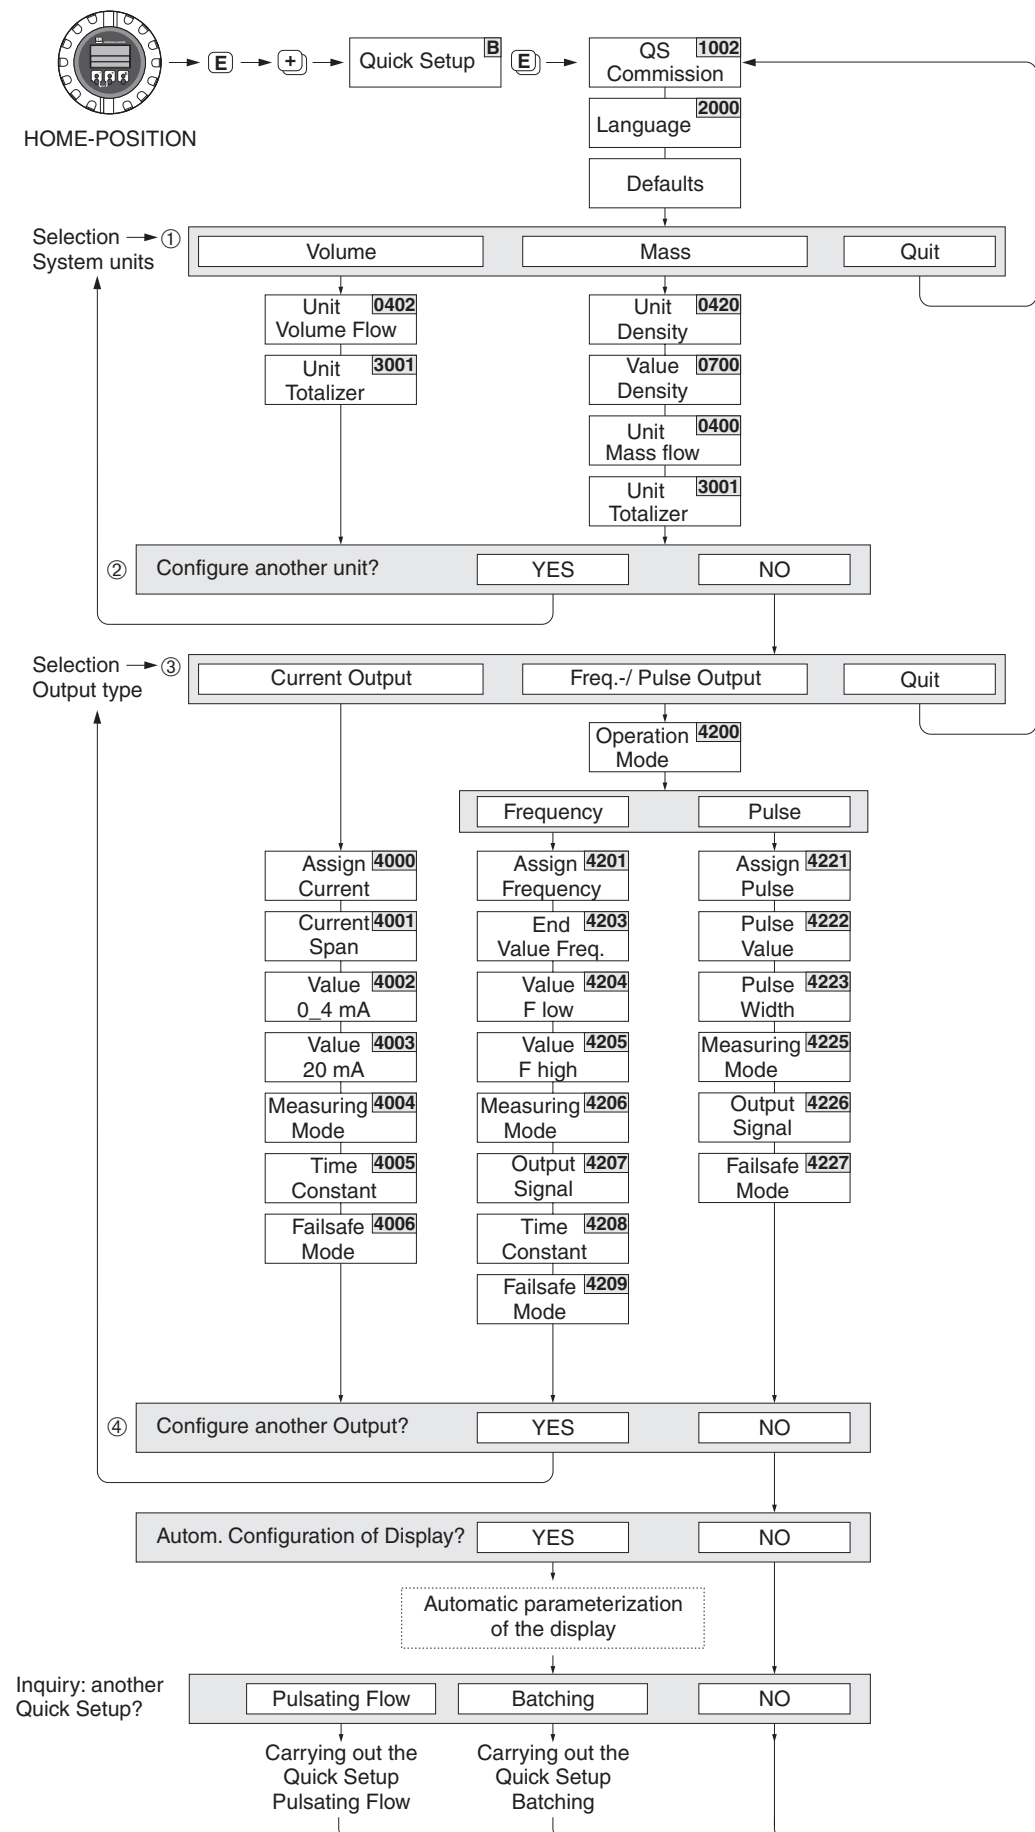 E
+
Quick Setup
B
E
QS
1002
Commission
HOME-POSITION
Language
2000
Defaults
Selection
System units
①
Volume
Mass
Quit
Unit
0402
Volume Flow
Unit
3001
Totalizer
Unit
0420
Density
Value
0700
Density
Unit
0400
Mass flow
Unit
3001
Totalizer
②
Configure another unit?
YES
NO
Selection
Output type
③
Current Output
Freq.-/ Pulse Output
Quit
Operation
4200
Mode
Frequency
Pulse
Assign
4000
Current
Current
4001
Span
Value
4002
0_4 mA
Value
4003
20 mA
Measuring
4004
Mode
Time
4005
Constant
Failsafe
4006
Mode
Assign
4201
Frequency
End
4203
Value Freq.
Value
4204
F low
Value
4205
F high
Measuring
4206
Mode
Output
4207
Signal
Time
4208
Constant
Failsafe
4209
Mode
Assign
4221
Pulse
Pulse
4222
Value
Pulse
4223
Width
Measuring
4225
Mode
Output
4226
Signal
Failsafe
4227
Mode
④
Configure another Output?
YES
NO
Autom. Configuration of Display?
YES
NO
Automatic parameterization
of the display
Inquiry: another
Quick Setup?
Pulsating Flow
Batching
NO
Carrying out the
Quick Setup
Pulsating Flow
Carrying out the
Quick Setup
Batching